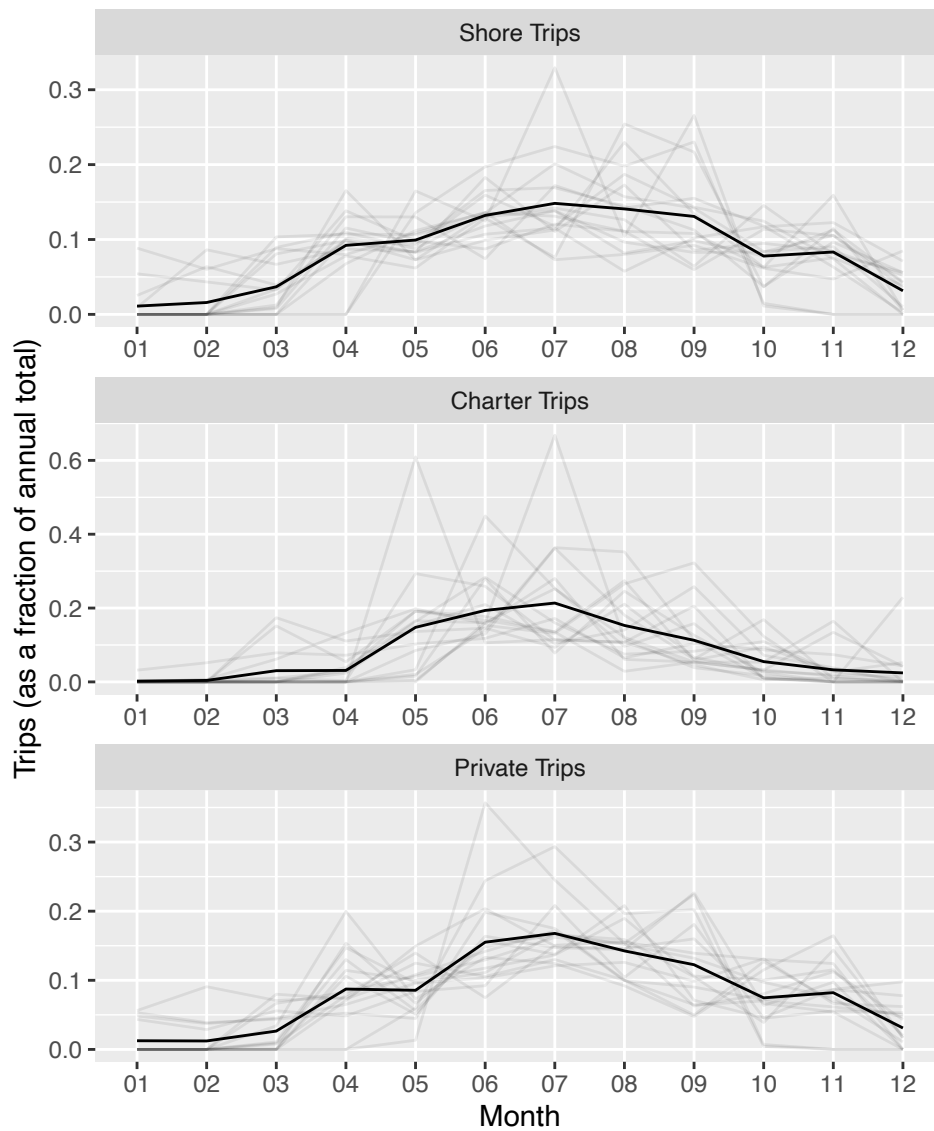 Shore Trips
0.3
0.2
0.1
0.0
01 02 03 04 05 06 07 08 09 10 11 12
Charter Trips
0.6
0.4
0.2
0.0
01 02 03 04 05 06 07 08 09 10 11 12
Private Trips
0.3
0.2
0.1
0.0
01 02 03 04 05 06 07 08 09 10 11 12
Month
Trips (as a fraction of annual total)